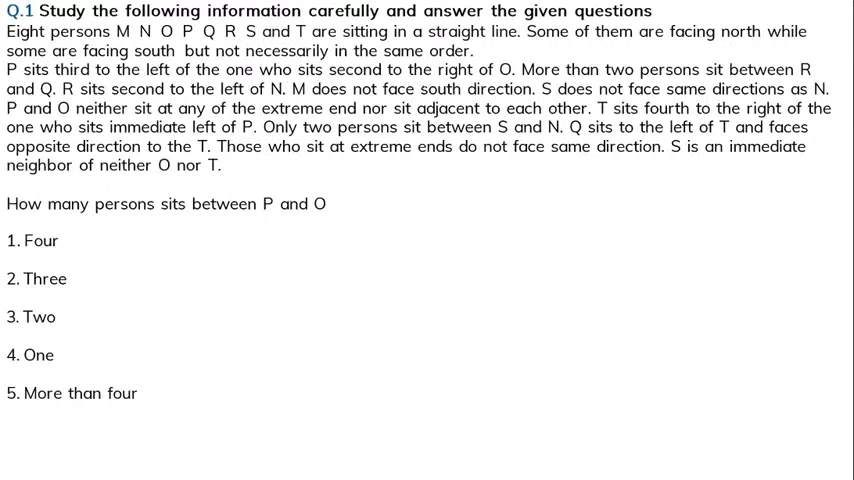 Q.1 Study the following information carefully and answer the given questions
Eight persons M N O P Q R S and T are sitting in a straight line. Some of them are facing north while
some are facing south but not necessarily in the same order.
P sits third to the left of the one who sits second to the right of O. More than two persons sit between R
and Q. R sits second to the left of N. M does not face south direction. S does not face same directions as N.
P and O neither sit at any of the extreme end nor sit adjacent to each other. T sits fourth to the right of the
one who sits immediate left of P. Only two persons sit between S and N. Q sits to the left of T and faces
opposite direction to the T. Those who sit at extreme ends do not face same direction. S is an immediate
neighbor of neither O nor T.
How many persons sits between P and O
1. Four
2. Three
3. Two
4. One
5. More than four